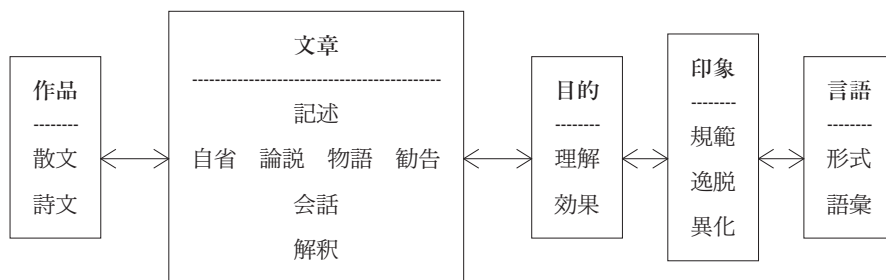 作品
散文
詩文
文章
記述
自省 論説 物語 勧告
会話
解釈
目的
理解
効果
印象
規範
逸脱
異化
言語
形式
語彙